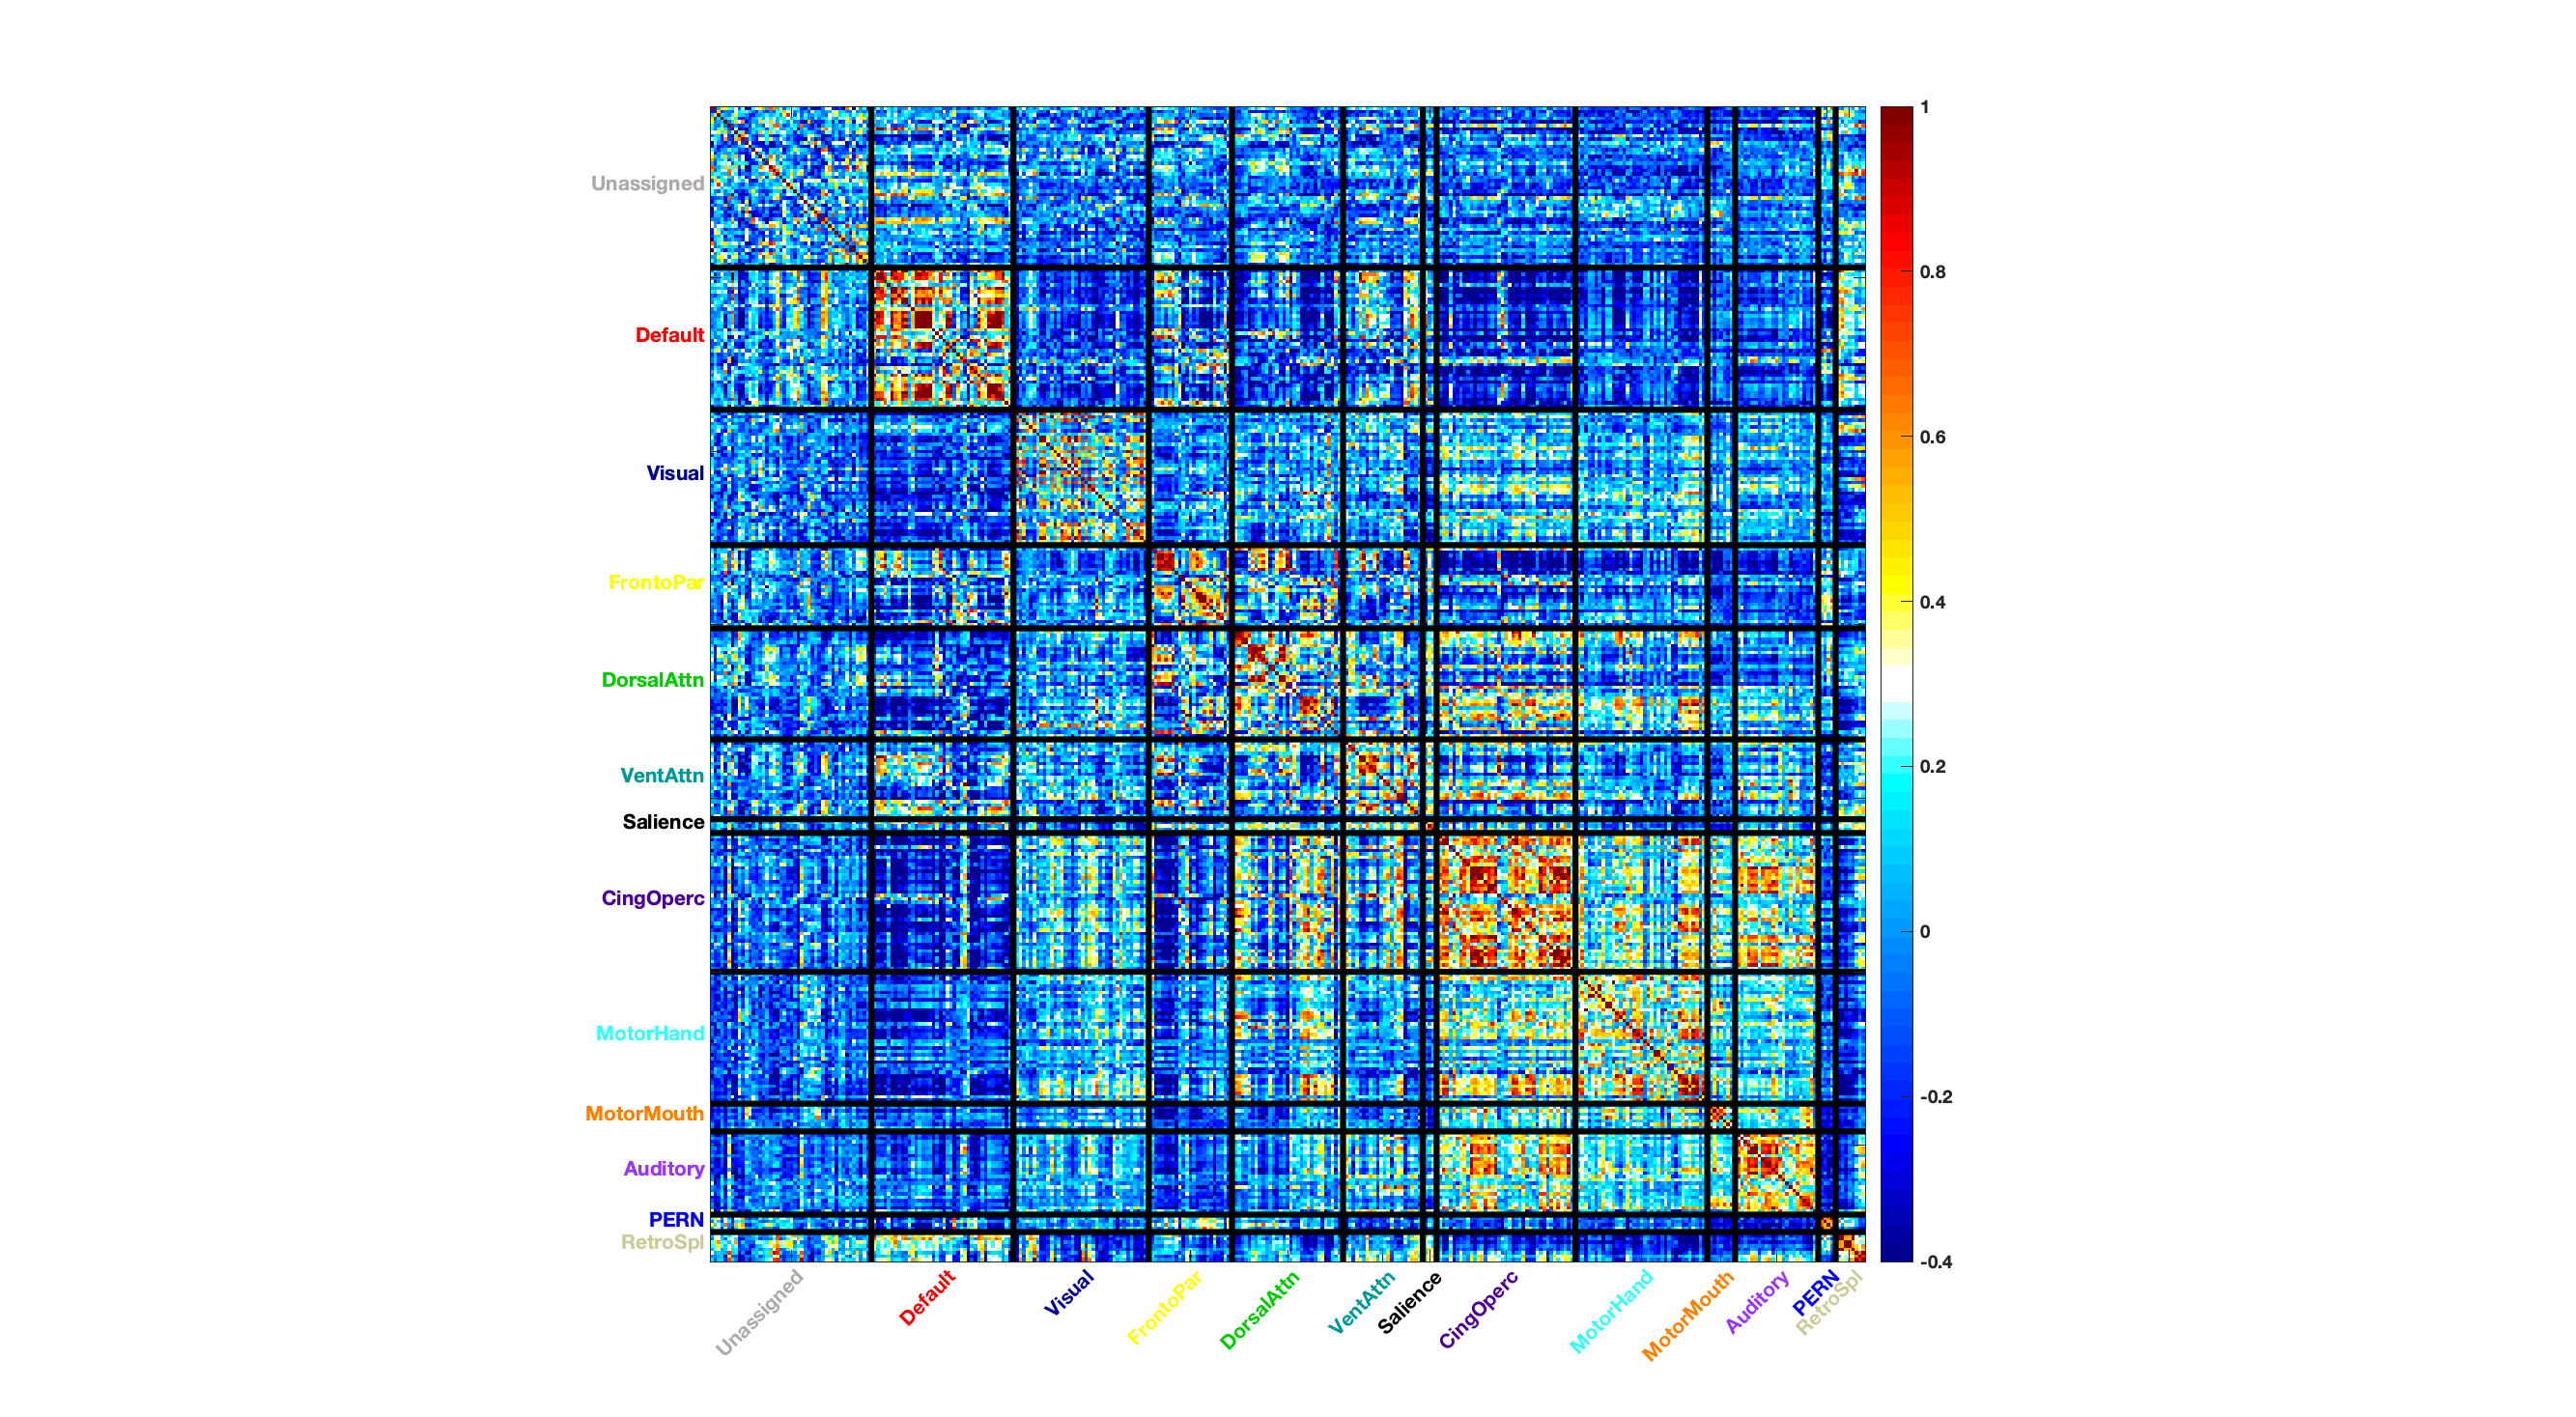 Unassigned
Default
Visual
FrontoPar
DorsalAttn
VentAttn
Salience
CingOperc
MotorHand
MotorMouth
Auditory
PERN
RetroSpl
Unassigned
Default
Visual
FrontoPar
DorsalAttn
VentAttn
Salience
CingOperc
MotorHand
MotorMouth
Auditory
PERN
RetroSpl
1
0.8
0.6
0.4
0.2
0
-0.2
-0.4